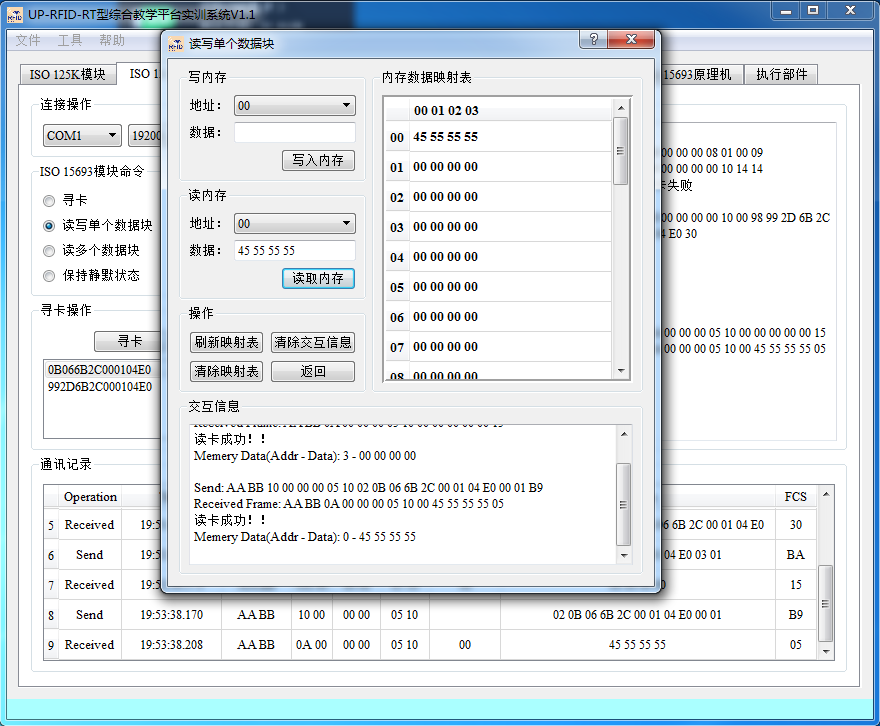 UP-RFID-RT型综合教学平台实训系统V1.1
文件 工具 帮助
ISO 125K模块
ISO 1
15693原理机
执行部件
连接操作
COM1
19200
ISO 15693模块命令
寻卡
读写单个数据块
读多个数据块
保持静默状态
寻卡操作
寻卡
0B066B2C000104E0
992D6B2C000104E0
00 00 00 08 01 00 09
00 00 00 00 10 14 14
卡失败
00 00 00 00 10 00 98 99 2D 6B 2C
4 E0 30
00 00 00 05 10 00 00 00 00 00 15
00 00 00 05 10 00 45 55 55 55 05
读写单个数据块
写内存
地址： 00
数据：
写入内存
读内存
地址： 00
数据： 45 55 55 55
读取内存
操作
刷新映射表 清除交互信息
清除映射表 返回
内存数据映射表
00 01 02 03
00 45 55 55 55
01 00 00 00 00
02 00 00 00 00
03 00 00 00 00
04 00 00 00 00
05 00 00 00 00
06 00 00 00 00
07 00 00 00 00
08 00 00 00 00
交互信息
Received Frame: AA BB 0A 00 00 00 05 10 00 00 00 00 00 15
读卡成功！！
Memery Data(Addr - Data): 3 - 00 00 00 00
Send: AA BB 10 00 00 00 05 10 02 0B 06 6B 2C 00 01 04 E0 00 01 B9
Received Frame: AA BB 0A 00 00 00 05 10 00 45 55 55 55 05
读卡成功！！
Memery Data(Addr - Data): 0 - 45 55 55 55
通讯记录
Operation FCS
5 Received 19:5 6 6B 2C 00 01 04 E0 30
6 Send 19:5 04 E0 03 01 BA
7 Received 19:5 15
8 Send 19:53:38.170 AA BB 10 00 00 00 05 10 02 0B 06 6B 2C 00 01 04 E0 00 01 B9
9 Received 19:53:38.208 AA BB 0A 00 00 00 05 10 00 45 55 55 55 05